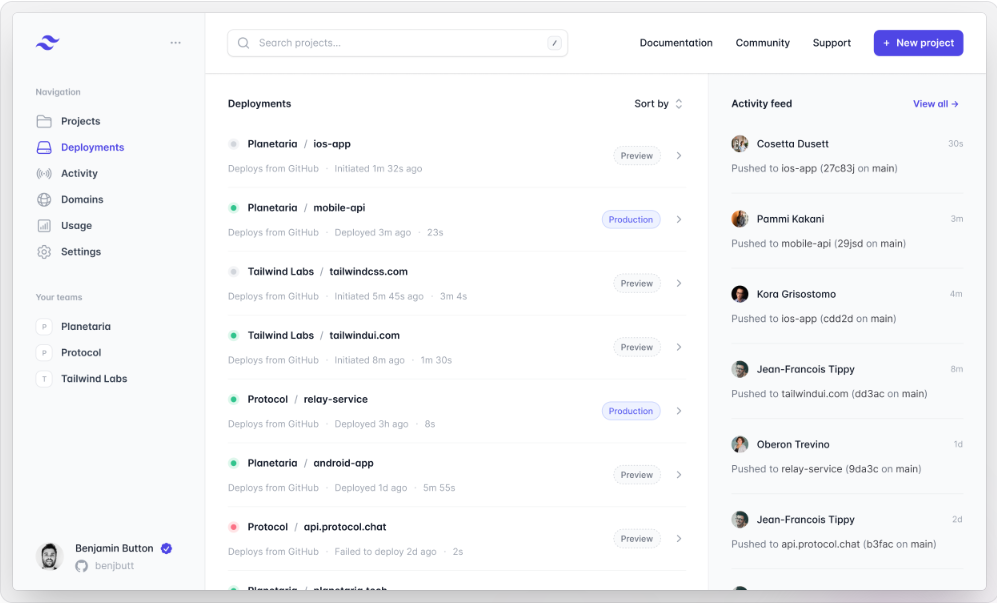 Search projects...
/
Documentation
Community
Support
+ New project
Navigation
Projects
Deployments
Activity
Domains
Usage
Settings
Your teams
P Planetaria
P Protocol
T Tailwind Labs
Benjamin Button
benjbutt
Deployments
Sort by
Planetaria / ios-app
Deploys from GitHub · Initiated 1m 32s ago
Preview
Planetaria / mobile-api
Deploys from GitHub · Deployed 3m ago · 23s
Production
Tailwind Labs / tailwindcss.com
Deploys from GitHub · Initiated 5m 45s ago · 3m 4s
Preview
Tailwind Labs / tailwindui.com
Deploys from GitHub · Initiated 8m ago · 1m 30s
Preview
Protocol / relay-service
Deploys from GitHub · Deployed 3h ago · 8s
Production
Planetaria / android-app
Deploys from GitHub · Deployed 1d ago · 5m 55s
Preview
Protocol / api.protocol.chat
Deploys from GitHub · Failed to deploy 2d ago · 2s
Preview
Planetaria / planetaria.tech
Activity feed
View all →
Cosetta Dusett
30s
Pushed to ios-app (27c83j on main)
Pammi Kakani
3m
Pushed to mobile-api (29jsd on main)
Kora Grisostomo
4m
Pushed to ios-app (cdd2d on main)
Jean-Francois Tippy
8m
Pushed to tailwindui.com (dd3ac on main)
Oberon Trevino
1d
Pushed to relay-service (9da3c on main)
Jean-Francois Tippy
2d
Pushed to api.protocol.chat (b3fac on main)